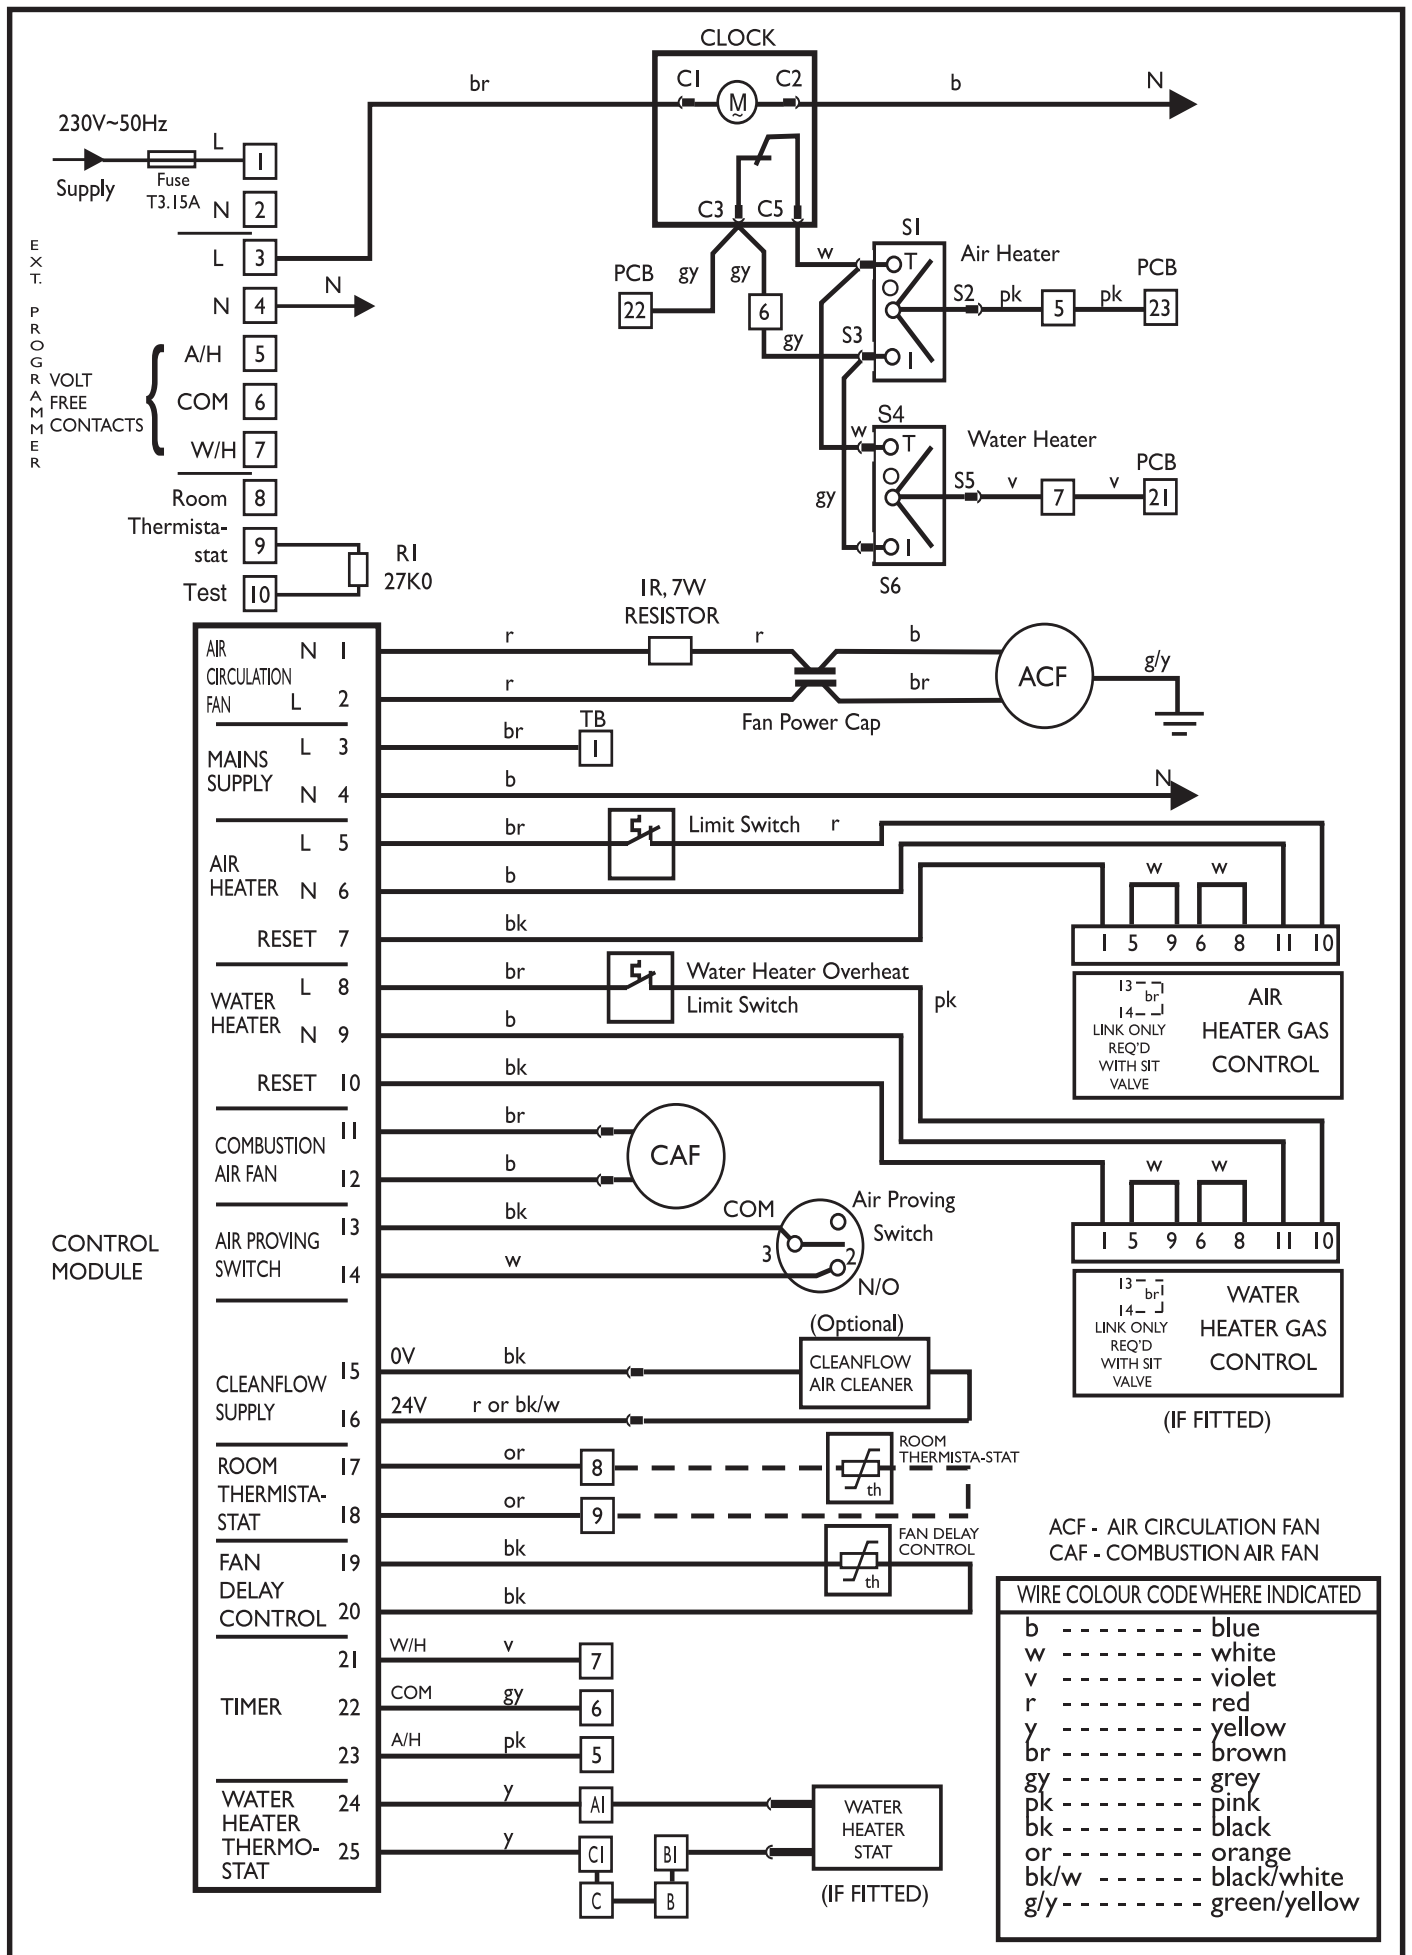 CLOCK
br
C1
M
~
C2
b
N
230V~50Hz
L
1
Supply
Fuse
T3.15A
N
2
C3
C5
EXT. PROGRAMMER
L
3
N
4
N
VOLT
FREE
CONTACTS
A/H
5
COM
6
W/H
7
Room
8
Thermista-
stat
9
Test
10
R1
27K0
PCB
22
gy
gy
6
gy
w
S1
T
Air Heater
S2
pk
5
pk
PCB
23
S3
I
S4
w
T
Water Heater
S5
v
7
v
PCB
21
gy
I
S6
CONTROL
MODULE
AIR
CIRCULATION
FAN
N 1
L 2
r
1R, 7W
RESISTOR
r
b
r
br
Fan Power Cap
ACF
g/y
MAINS
SUPPLY
L 3
N 4
br
TB
1
b
N
AIR
HEATER
L 5
N 6
RESET 7
br
Limit Switch
r
b
bk
w
w
1 5 9 6 8 11 10
13
br
14
LINK ONLY
REQ'D
WITH SIT
VALVE
AIR
HEATER GAS
CONTROL
WATER
HEATER
L 8
N 9
RESET 10
br
Water Heater Overheat
Limit Switch
pk
b
bk
COMBUSTION
AIR FAN
11
12
br
b
CAF
w
w
1 5 9 6 8 11 10
13
br
14
LINK ONLY
REQ'D
WITH SIT
VALVE
WATER
HEATER GAS
CONTROL
(IF FITTED)
AIR PROVING
SWITCH
13
14
bk
w
COM
3
2
N/O
Air Proving
Switch
CLEANFLOW
SUPPLY
15
16
0V
bk
24V
r or bk/w
(Optional)
CLEANFLOW
AIR CLEANER
ROOM
THERMISTA-
STAT
17
18
or
8
or
9
ROOM
THERMISTA-STAT
th
FAN
DELAY
CONTROL
19
20
bk
bk
FAN DELAY
CONTROL
th
TIMER
21
22
23
W/H
v
7
COM
gy
6
A/H
pk
5
WATER
HEATER
THERMO-
STAT
24
25
y
A1
y
C1
B1
C
B
WATER
HEATER
STAT
(IF FITTED)
ACF - AIR CIRCULATION FAN
CAF - COMBUSTION AIR FAN
WIRE COLOUR CODE WHERE INDICATED
b - - - - - - - - blue
w - - - - - - - - white
v - - - - - - - - violet
r - - - - - - - - red
y - - - - - - - - yellow
br - - - - - - - - brown
gy - - - - - - - - grey
pk - - - - - - - - pink
bk - - - - - - - - black
or - - - - - - - - orange
bk/w - - - - - - black/white
g/y - - - - - - - - green/yellow